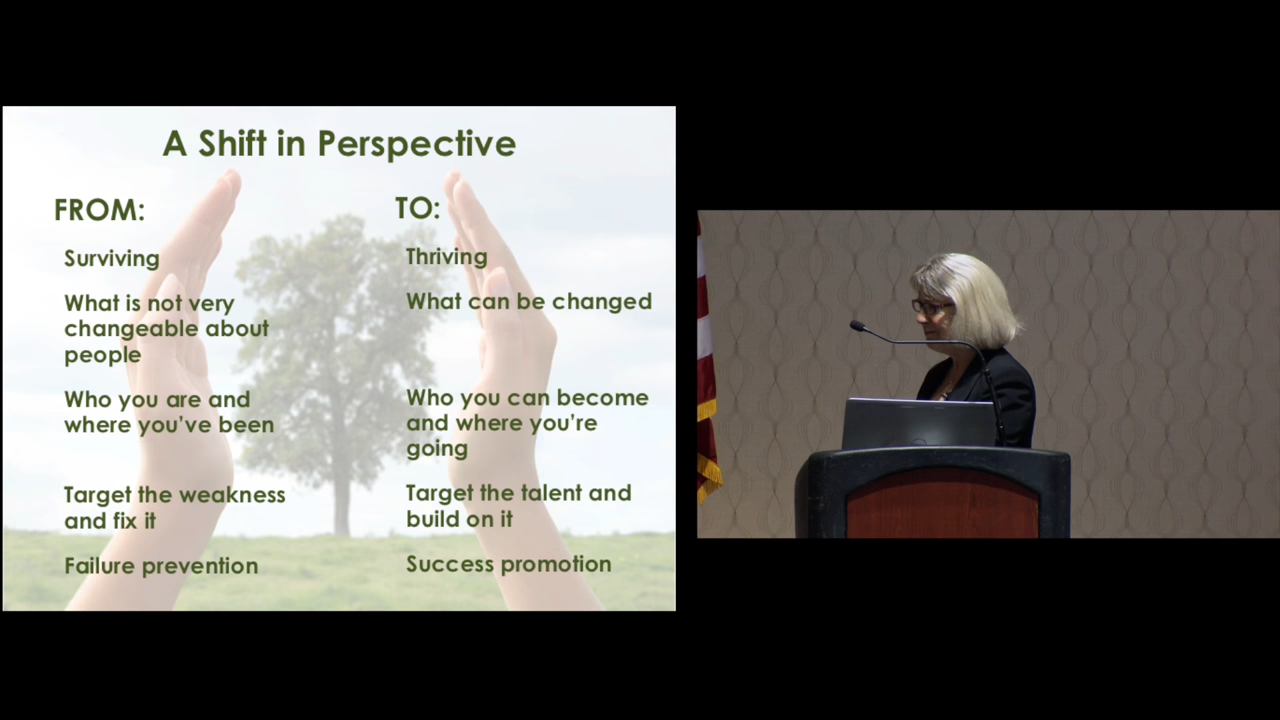 A Shift in Perspective
FROM:
Surviving
What is not very
changeable about
people
Who you are and
where you’ve been
Target the weakness
and fix it
Failure prevention
TO:
Thriving
What can be changed
Who you can become
and where you’re
going
Target the talent and
build on it
Success promotion